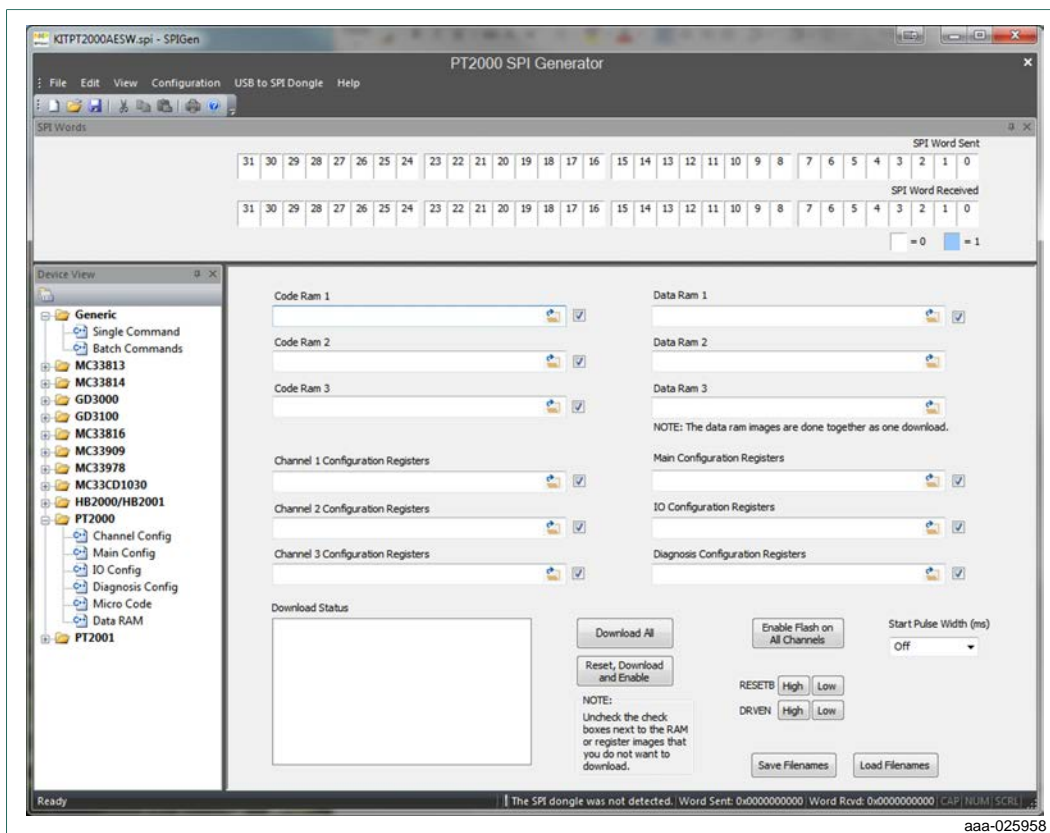 KITPT2000AESW.spi - SPIGen
PT2000 SPI Generator
File Edit View Configuration USB to SPI Dongle Help
SPI Words
SPI Word Sent
31 30 29 28 27 26 25 24 23 22 21 20 19 18 17 16 15 14 13 12 11 10 9 8 7 6 5 4 3 2 1 0
SPI Word Received
31 30 29 28 27 26 25 24 23 22 21 20 19 18 17 16 15 14 13 12 11 10 9 8 7 6 5 4 3 2 1 0
= 0 = 1
Device View
Generic
Single Command
Batch Commands
MC33813
MC33814
GD3000
GD3100
MC33816
MC33909
MC33978
MC33CD1030
HB2000/HB2001
PT2000
Channel Config
Main Config
IO Config
Diagnosis Config
Micro Code
Data RAM
PT2001
Code Ram 1
Code Ram 2
Code Ram 3
Channel 1 Configuration Registers
Channel 2 Configuration Registers
Channel 3 Configuration Registers
Data Ram 1
Data Ram 2
Data Ram 3
NOTE: The data ram images are done together as one download.
Main Configuration Registers
IO Configuration Registers
Diagnosis Configuration Registers
Download Status
Download All
Reset, Download
and Enable
NOTE:
Uncheck the check
boxes next to the RAM
or register images that
you do not want to
download.
Enable Flash on
All Channels
Start Pulse Width (ms)
Off
RESETB High Low
DRVEN High Low
Save Filenames Load Filenames
Ready
The SPI dongle was not detected. Word Sent: 0x0000000000 Word Rcvd: 0x0000000000 CAP NUM SCRL
aaa-025958